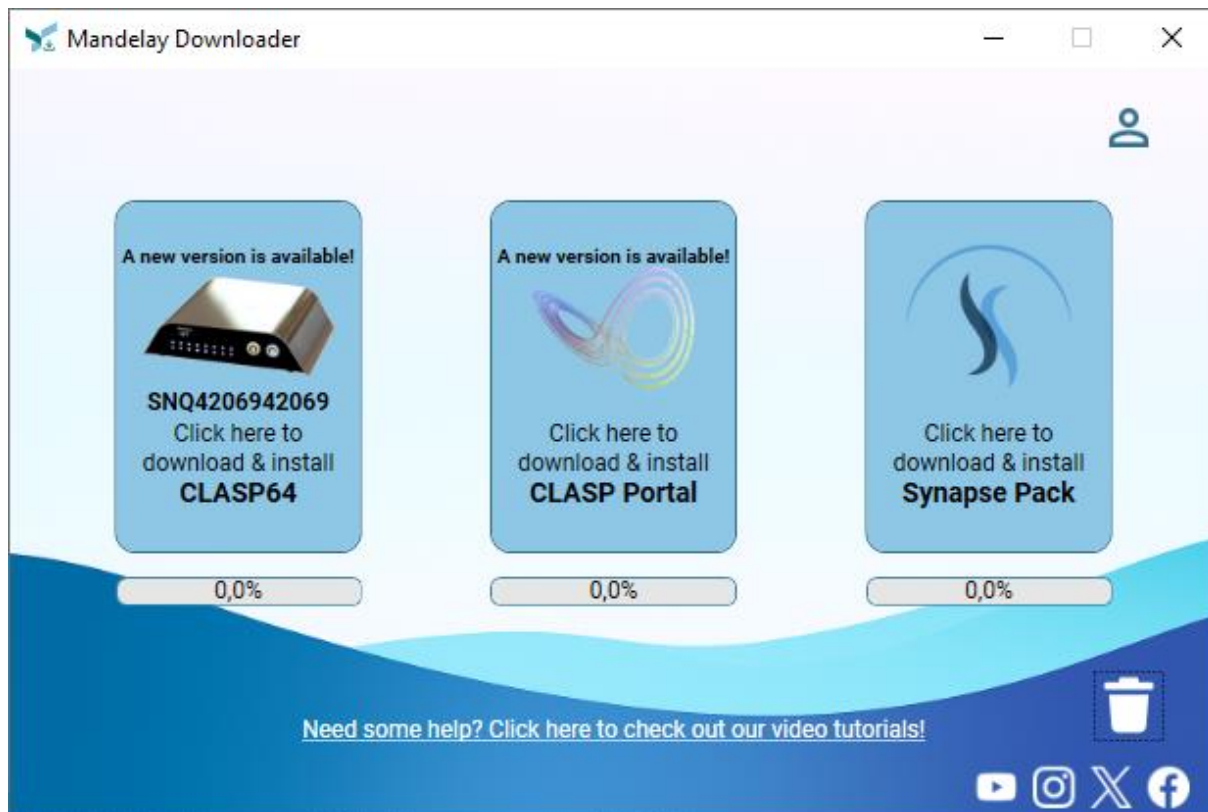 Mandelay Downloader
A new version is available!
SNQ4206942069
Click here to
download & install
CLASP64
0,0%
A new version is available!
Click here to
download & install
CLASP Portal
0,0%
Click here to
download & install
Synapse Pack
0,0%
Need some help? Click here to check out our video tutorials!